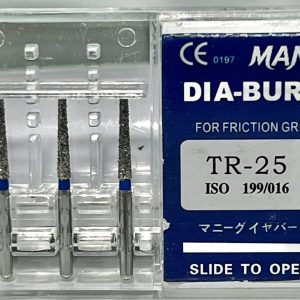 CE 0197 MAN
DIA-BUR
FOR FRICTION GR
TR-25
ISO 199/016
マニーダイヤバー
SLIDE TO OPE